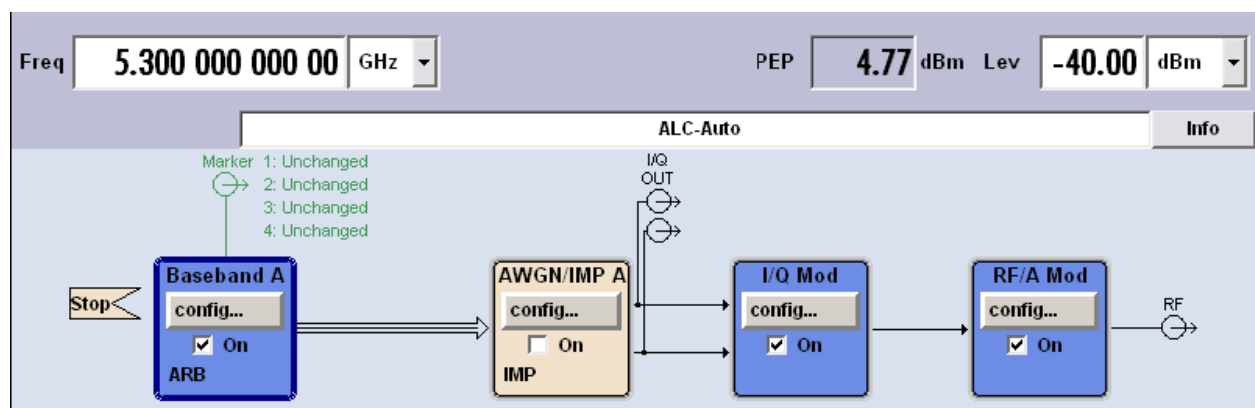 Freq 5.300 000 000 00 GHz PEP 4.77 dBm Lev -40.00 dBm
ALC-Auto Info
Marker 1: Unchanged
2: Unchanged
3: Unchanged
4: Unchanged
I/Q
OUT
Baseband A AWGN/IMP A I/Q Mod RF/A Mod
Stop config... config... config... config... RF
On On On On
ARB IMP